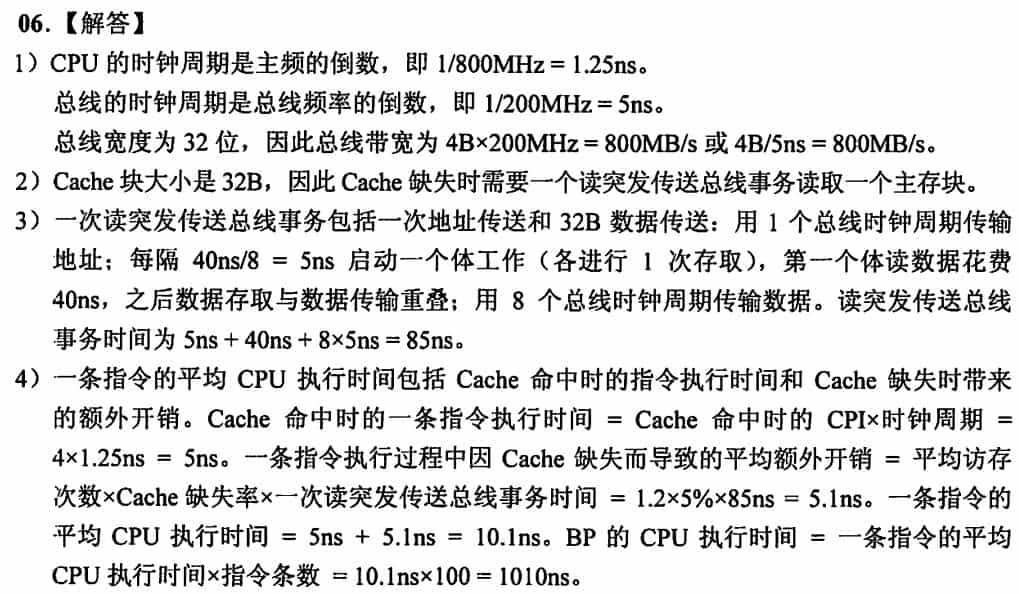 06.【解答】
1）CPU 的时钟周期是主频的倒数，即 1/800MHz = 1.25ns。
总线的时钟周期是总线频率的倒数，即 1/200MHz = 5ns。
总线宽度为 32 位，因此总线带宽为 4B×200MHz = 800MB/s 或 4B/5ns = 800MB/s。
2）Cache 块大小是 32B，因此 Cache 缺失时需要一个读突发传送总线事务读取一个主存块。
3）一次读突发传送总线事务包括一次地址传送和 32B 数据传送：用 1 个总线时钟周期传输
地址；每隔 40ns/8 = 5ns 启动一个体工作（各进行 1 次存取），第一个体读数据花费
40ns，之后数据存取与数据传输重叠；用 8 个总线时钟周期传输数据。读突发传送总线
事务时间为 5ns + 40ns + 8×5ns = 85ns。
4）一条指令的平均 CPU 执行时间包括 Cache 命中时的指令执行时间和 Cache 缺失时带来
的额外开销。Cache 命中时的一条指令执行时间 = Cache 命中时的 CPI×时钟周期 =
4×1.25ns = 5ns。一条指令执行过程中因 Cache 缺失而导致的平均额外开销 = 平均访存
次数×Cache 缺失率×一次读突发传送总线事务时间 = 1.2×5%×85ns = 5.1ns。一条指令的
平均 CPU 执行时间 = 5ns + 5.1ns = 10.1ns。BP 的 CPU 执行时间 = 一条指令的平均
CPU 执行时间×指令条数 = 10.1ns×100 = 1010ns。